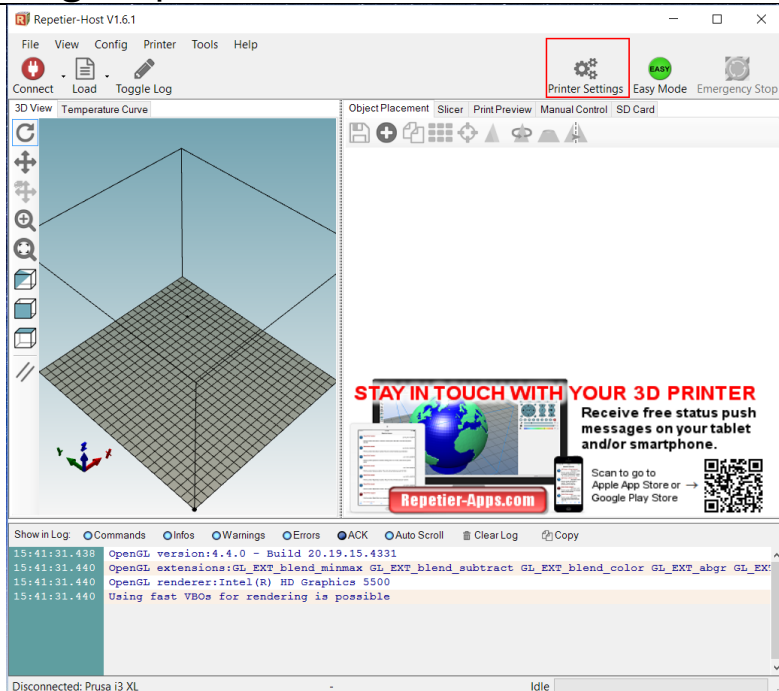 Repetier-Host V1.6.1
File View Config Printer Tools Help
Connect Load Toggle Log Printer Settings EASY Easy Mode Emergency Stop
3D View Temperature Curve
Object Placement Slicer Print Preview Manual Control SD Card
STAY IN TOUCH WITH YOUR 3D PRINTER
Receive free status push
messages on your tablet
and/or smartphone.
Scan to go to
Apple App Store or →
Google Play Store
Repetier-Apps.com
Y Z X
Show in Log: Commands Infos Warnings Errors ACK Auto Scroll Clear Log Copy
15:41:31.438 OpenGL version:4.4.0 - Build 20.19.15.4331
15:41:31.440 OpenGL extensions:GL_EXT_blend_minmax GL_EXT_blend_subtract GL_EXT_blend_color GL_EXT_abgr GL_EXT
15:41:31.440 OpenGL renderer:Intel(R) HD Graphics 5500
15:41:31.440 Using fast VBOs for rendering is possible
Disconnected: Prusa i3 XL - Idle